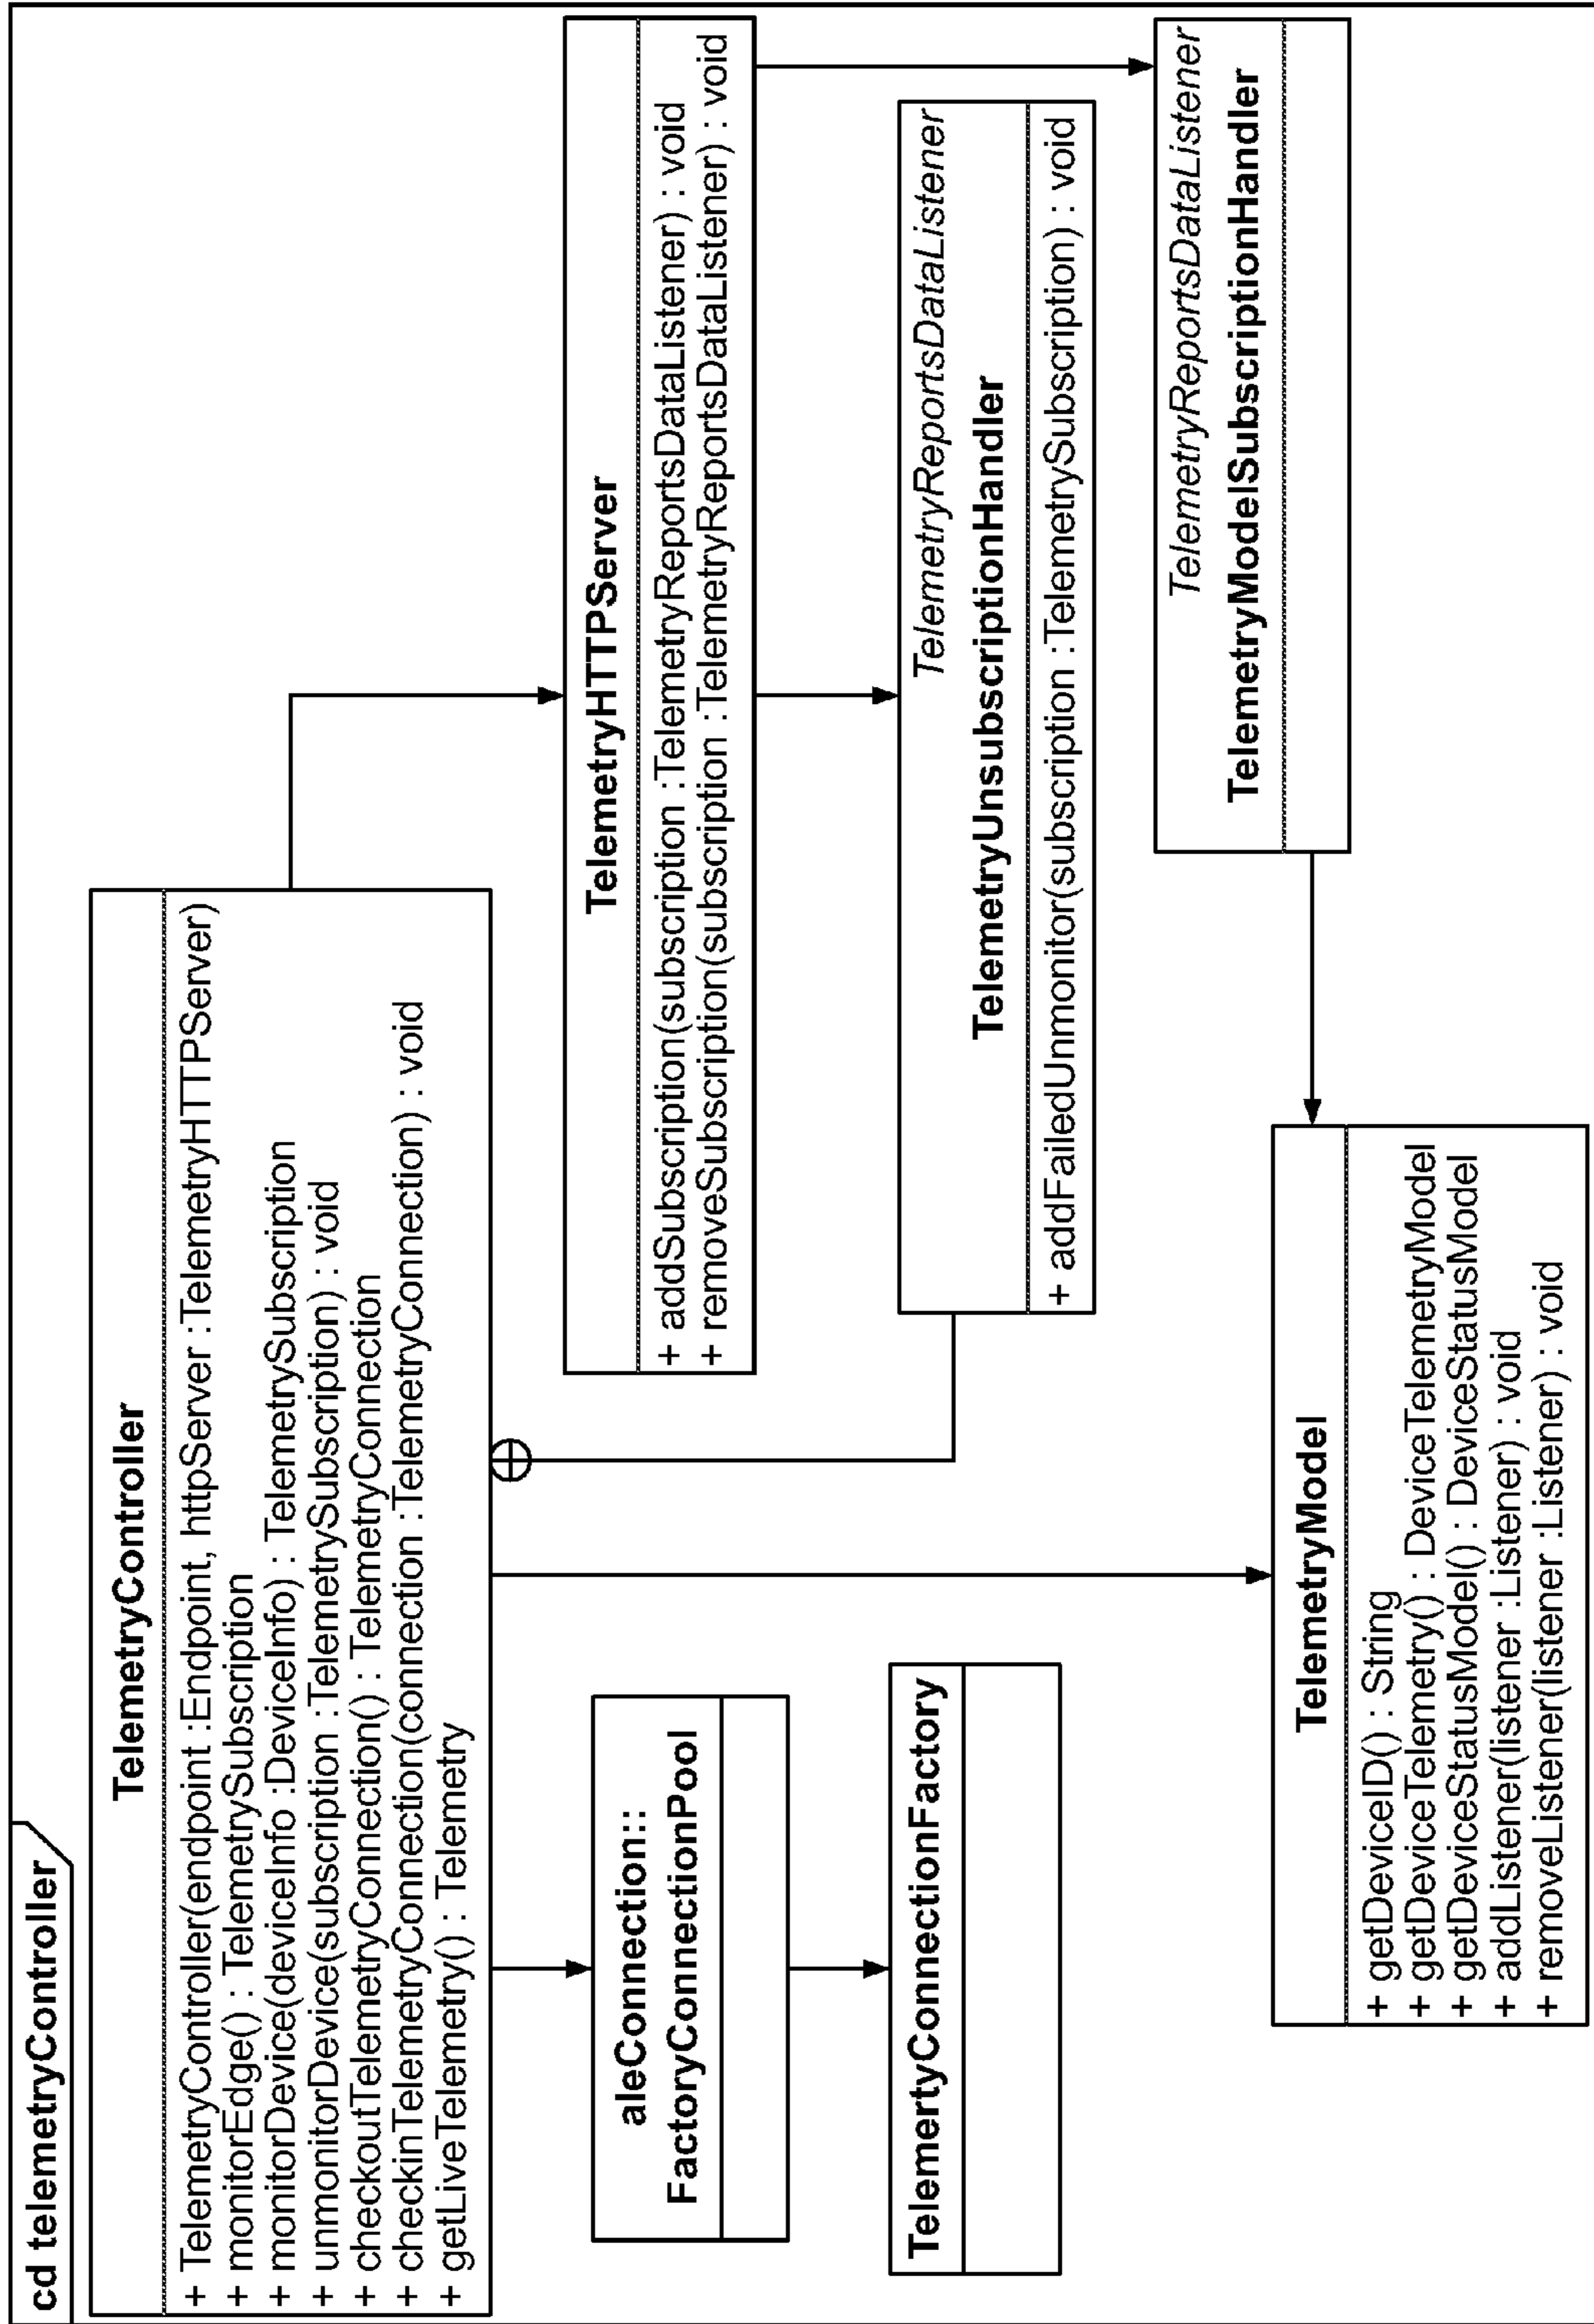 cd telemetryController
TelemetryController
+ TelemetryController(endpoint :Endpoint, httpServer :TelemetryHTTPServer)
+ monitorEdge() : TelemetrySubscription
+ monitorDevice(deviceInfo :DeviceInfo) : TelemetrySubscription
+ unmonitorDevice(subscription :TelemetrySubscription) : void
+ checkoutTelemetryConnection() : TelemetryConnection
+ checkinTelemetryConnection(connection :TelemetryConnection) : void
+ getLiveTelemetry() : Telemetry
TelemetryHTTPServer
+ addSubscription(subscription :TelemetryReportsDataListener) : void
+ removeSubscription(subscription :TelemetryReportsDataListener) : void
aleConnection::
FactoryConnectionPool
TelemertyConnectionFactory
TelemetryReportsDataListener
TelemetryUnsubscriptionHandler
+ addFailedUnmonitor(subscription :TelemetrySubscription) : void
TelemetryReportsDataListener
TelemetryModelSubscriptionHandler
TelemetryModel
+ getDeviceID() : String
+ getDeviceTelemetry() : DeviceTelemetryModel
+ getDeviceStatusModel() : DeviceStatusModel
+ addListener(listener :Listener) : void
+ removeListener(listener :Listener) : void